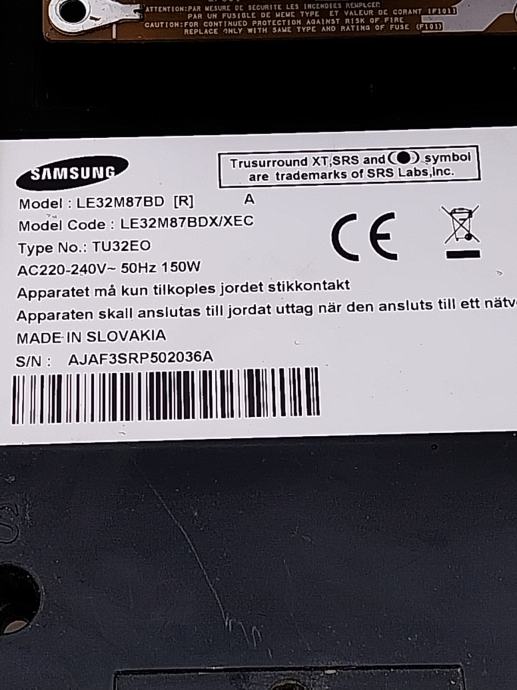 ATTENTION:PAR MESURE DE SECURITE LES INCENDIES REMPLCER
PAR UN FUSIBLE DE MEME TYPE ET VALEUR DE CORANT (F101)
CAUTION:FOR CONTINUED PROTECTION AGAINST RISK OF FIRE
REPLACE ONLY WITH SAME TYPE AND RATING OF FUSE (F101)
SAMSUNG
Trusurround XT,SRS and (●) symbol
are trademarks of SRS Labs,Inc.
Model : LE32M87BD [R] A
Model Code : LE32M87BDX/XEC
Type No.: TU32EO
AC220-240V~ 50Hz 150W
CE
Apparatet må kun tilkoples jordet stikkontakt
Apparaten skall anslutas till jordat uttag när den ansluts till ett nätv
MADE IN SLOVAKIA
S/N : AJAF3SRP502036A